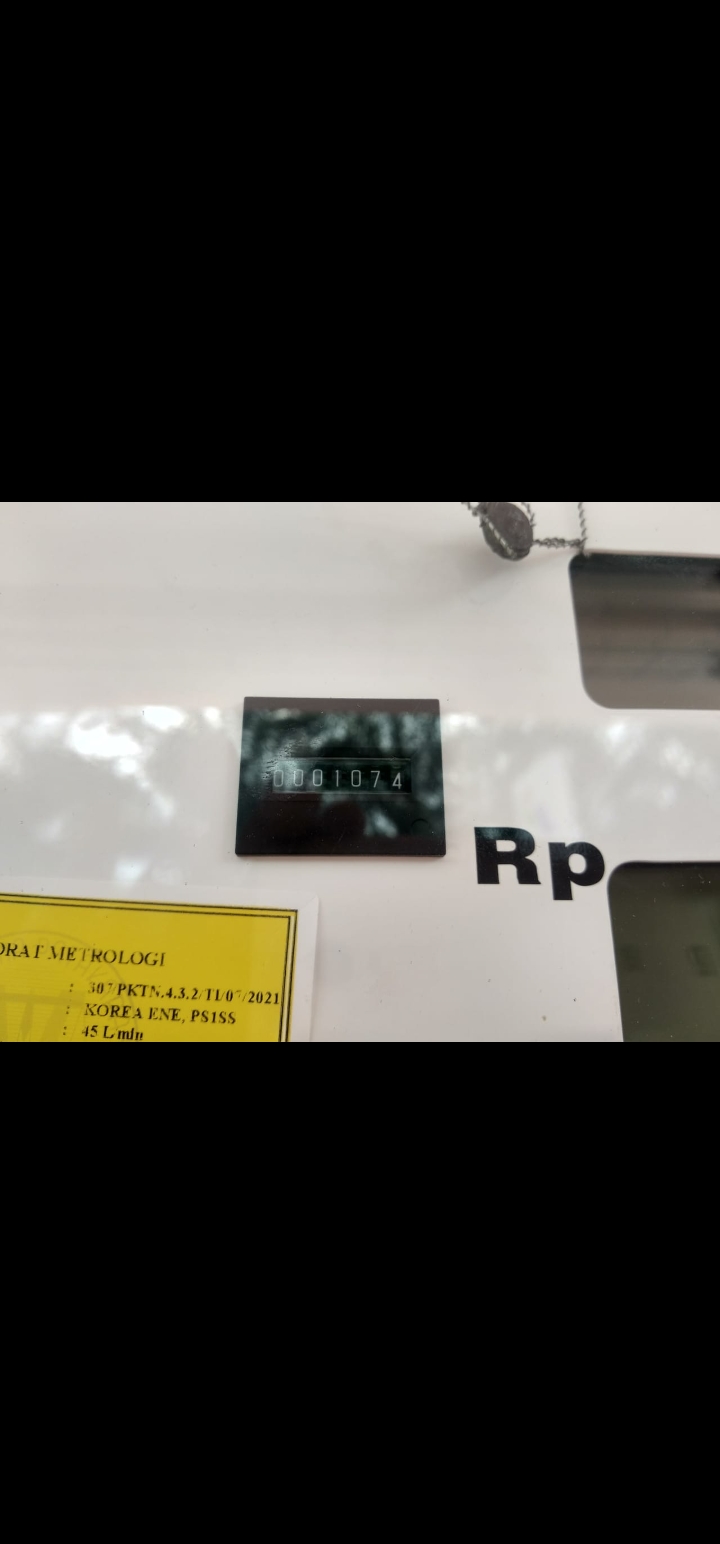 0001074
Rp
ORAT METROLOGI
: 307/PKTN.4.3.2/TI/07/2021
: KOREA ENE, PS1SS
: 45 L/min